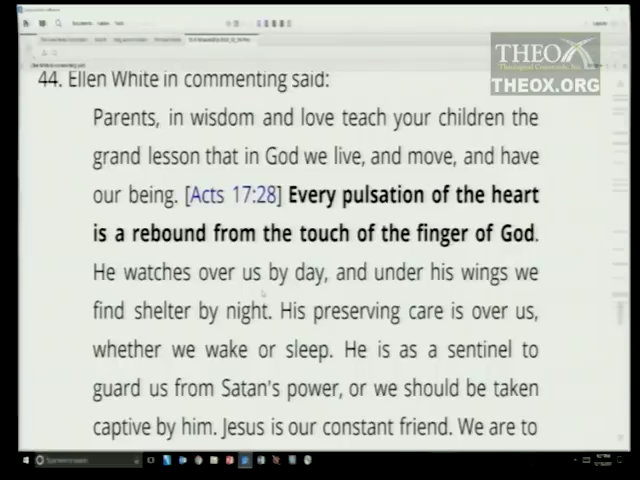 THEOX
THEOX.ORG
44. Ellen White in commenting said:
Parents, in wisdom and love teach your children the
grand lesson that in God we live, and move, and have
our being. [Acts 17:28] Every pulsation of the heart
is a rebound from the touch of the finger of God.
He watches over us by day, and under his wings we
find shelter by night. His preserving care is over us,
whether we wake or sleep. He is as a sentinel to
guard us from Satan's power, or we should be taken
captive by him. Jesus is our constant friend. We are to